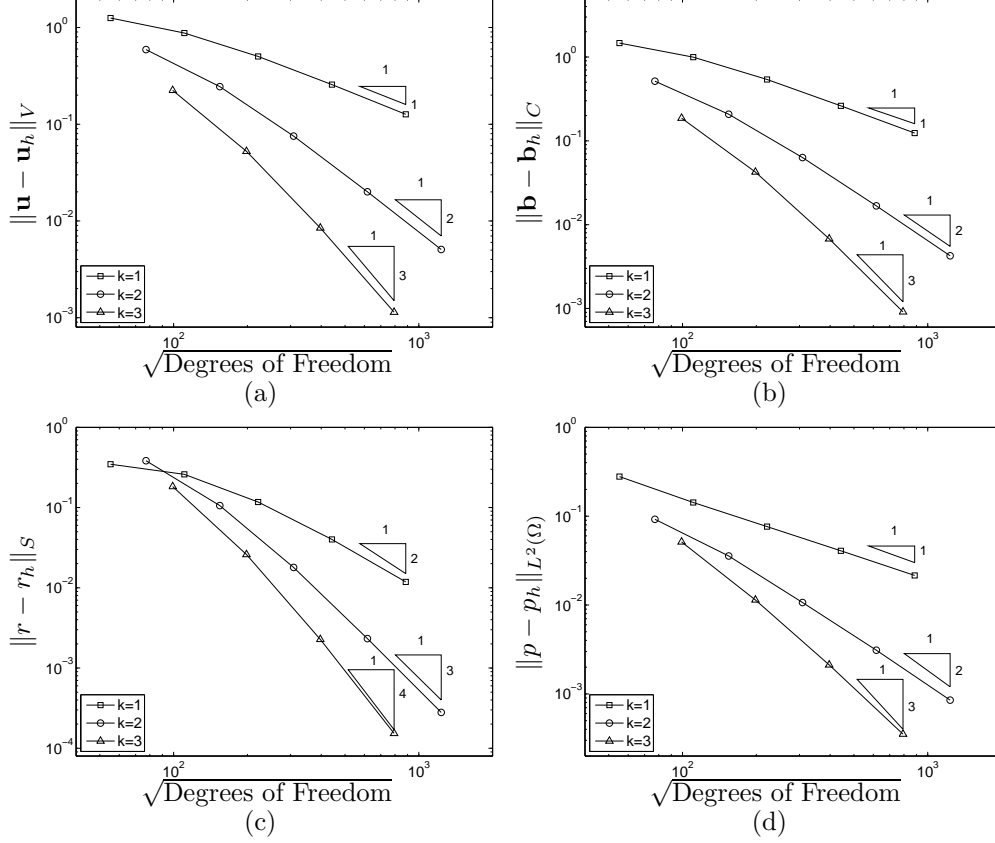 10^0
10^-1
10^-2
10^-3
||u − u_h||_V
1
1
1
2
1
3
k=1
k=2
k=3
10^2
10^3
√Degrees of Freedom
(a)
10^0
10^-1
10^-2
10^-3
||b − b_h||_C
1
1
1
2
1
3
k=1
k=2
k=3
10^2
10^3
√Degrees of Freedom
(b)
10^0
10^-1
10^-2
10^-3
10^-4
||r − r_h||_S
1
2
1
3
1
4
k=1
k=2
k=3
10^2
10^3
√Degrees of Freedom
(c)
10^0
10^-1
10^-2
10^-3
||p − p_h||_L^2(Ω)
1
1
1
2
1
3
k=1
k=2
k=3
10^2
10^3
√Degrees of Freedom
(d)